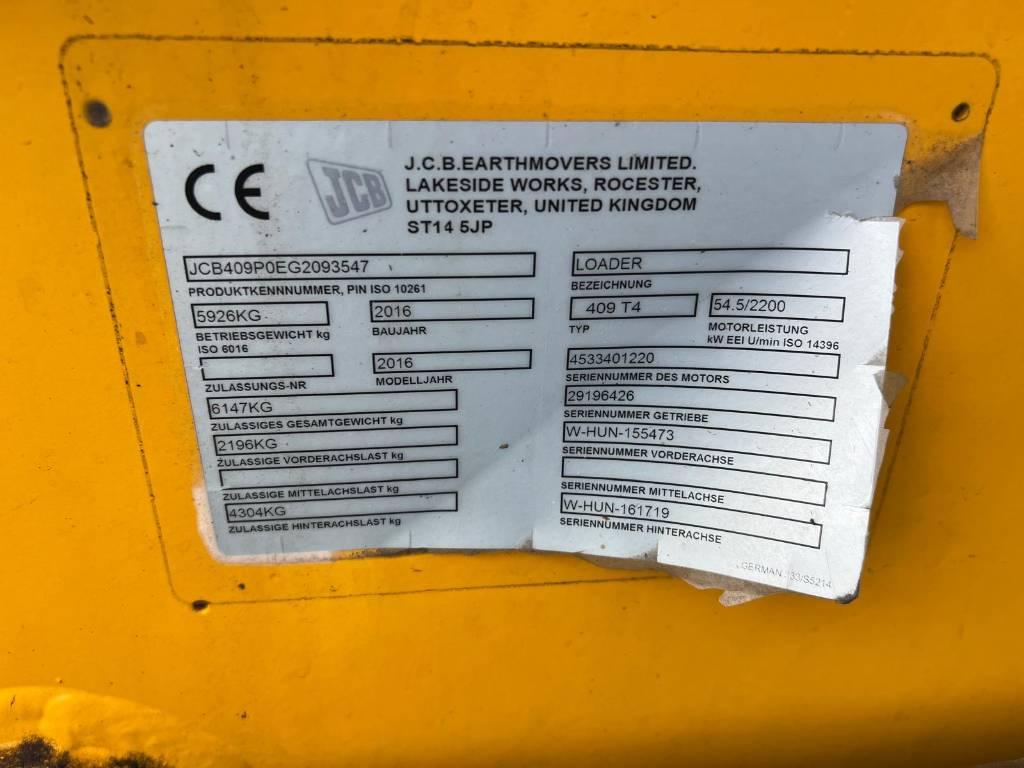 CE
JCB
J.C.B.EARTHMOVERS LIMITED.
LAKESIDE WORKS, ROCESTER,
UTTOXETER, UNITED KINGDOM
ST14 5JP
JCB409P0EG2093547
PRODUKTKENNNUMMER, PIN ISO 10261
5926KG
BETRIEBSGEWICHT kg
ISO 6016
2016
BAUJAHR
ZULASSUNGS-NR
2016
MODELLJAHR
6147KG
ZULASSIGES GESAMTGEWICHT kg
2196KG
ZULASSIGE VORDERACHSLAST kg
ZULASSIGE MITTELACHSLAST kg
4304KG
ZULASSIGE HINTERACHSLAST kg
LOADER
BEZEICHNUNG
409 T4
TYP
54.5/2200
MOTORLEISTUNG
kW EEI U/min ISO 14396
4533401220
SERIENNUMMER DES MOTORS
29196426
SERIENNUMMER GETRIEBE
W-HUN-155473
SERIENNUMMER VORDERACHSE
SERIENNUMMER MITTELACHSE
W-HUN-161719
SERIENNUMMER HINTERACHSE
GERMAN 333/S5214